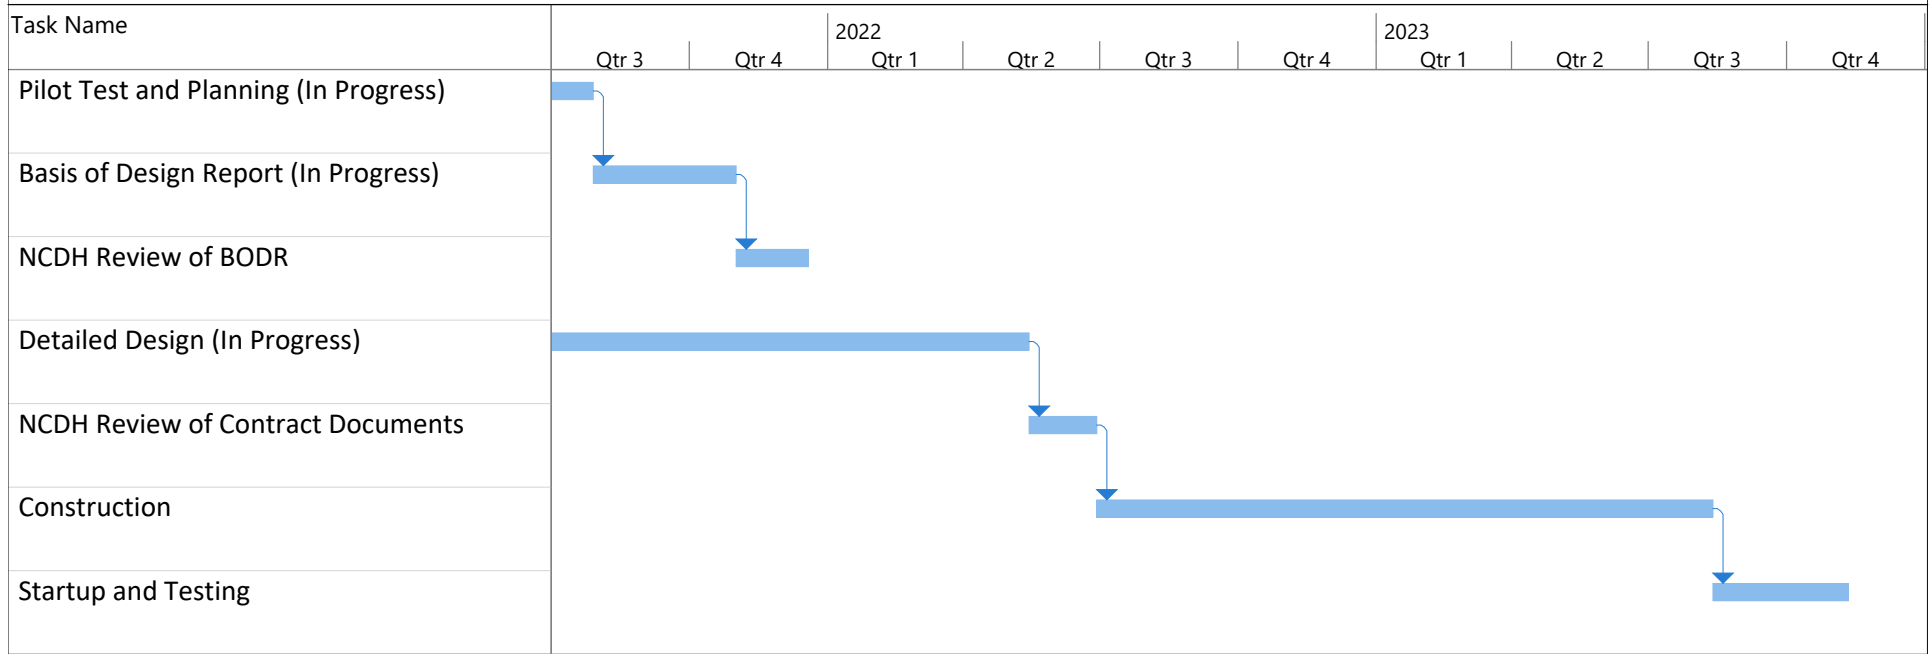 Task Name
2022
2023
Qtr 3
Qtr 4
Qtr 1
Qtr 2
Qtr 3
Qtr 4
Qtr 1
Qtr 2
Qtr 3
Qtr 4
Pilot Test and Planning (In Progress)
Basis of Design Report (In Progress)
NCDH Review of BODR
Detailed Design (In Progress)
NCDH Review of Contract Documents
Construction
Startup and Testing